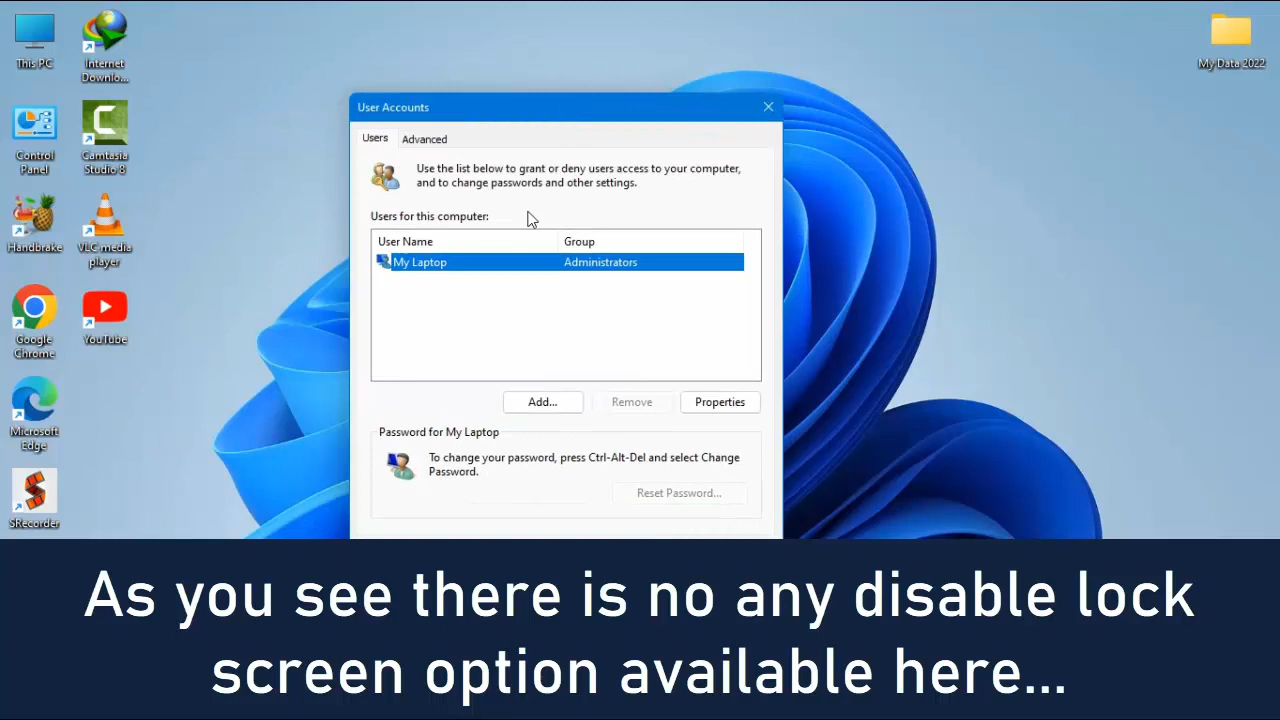 This PC
Internet
Downlo...
My Data 2022
Control
Panel
Camtasia
Studio 8
Handbrake
VLC media
player
Google
Chrome
YouTube
Microsoft
Edge
SRecorder
User Accounts
Users
Advanced
Use the list below to grant or deny users access to your computer,
and to change passwords and other settings.
Users for this computer:
User Name
Group
My Laptop
Administrators
Add...
Remove
Properties
Password for My Laptop
To change your password, press Ctrl-Alt-Del and select Change
Password.
Reset Password...
As you see there is no any disable lock
screen option available here...